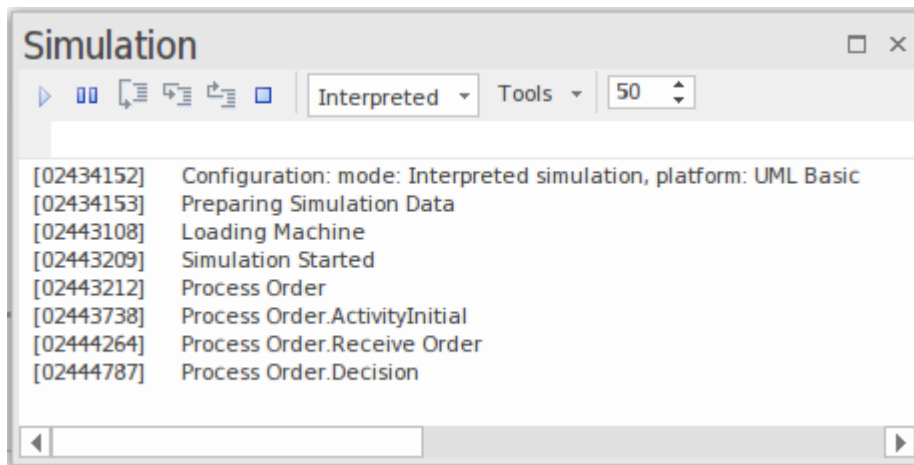 Simulation
Interpreted Tools 50
[02434152] Configuration: mode: Interpreted simulation, platform: UML Basic
[02434153] Preparing Simulation Data
[02443108] Loading Machine
[02443209] Simulation Started
[02443212] Process Order
[02443738] Process Order.ActivityInitial
[02444264] Process Order.Receive Order
[02444787] Process Order.Decision